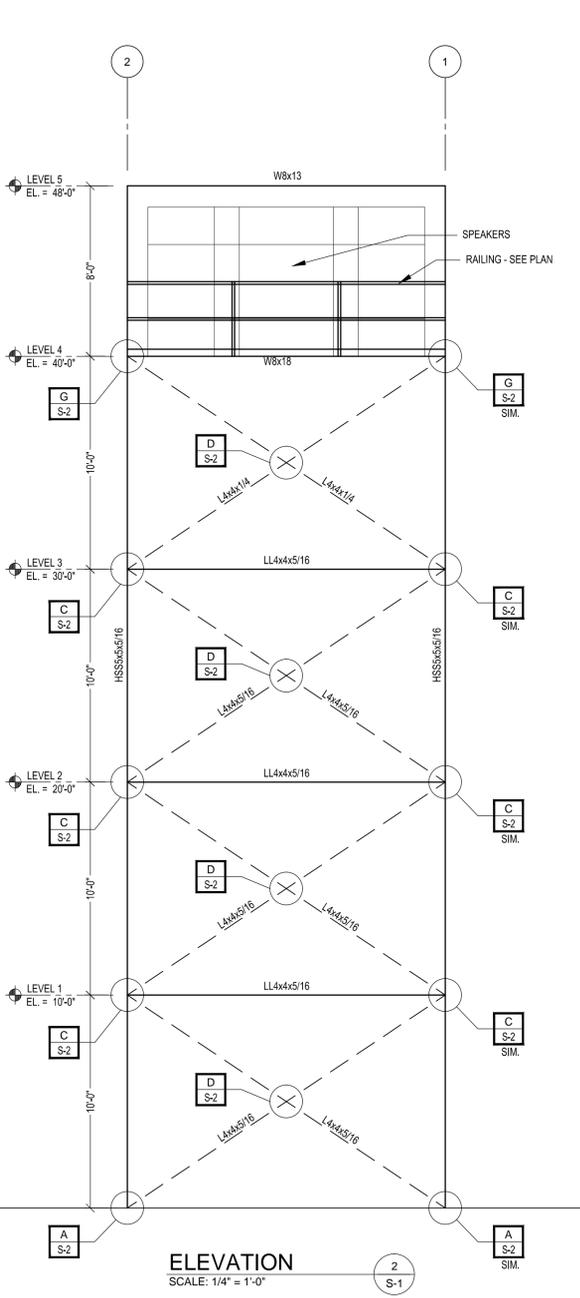 2
1
LEVEL 5
EL. = 48'-0"
W8x13
SPEAKERS
RAILING - SEE PLAN
8'-0"
LEVEL 4
EL. = 40'-0"
W8x18
G
S-2
G
S-2
SIM.
D
S-2
10'-0"
L4x4x1/4
L4x4x1/4
LEVEL 3
EL. = 30'-0"
LL4x4x5/16
C
S-2
C
S-2
SIM.
HSS5x5x5/16
HSS5x5x5/16
D
S-2
10'-0"
L4x4x5/16
L4x4x5/16
LEVEL 2
EL. = 20'-0"
LL4x4x5/16
C
S-2
C
S-2
SIM.
D
S-2
10'-0"
L4x4x5/16
L4x4x5/16
LEVEL 1
EL. = 10'-0"
LL4x4x5/16
C
S-2
C
S-2
SIM.
D
S-2
10'-0"
L4x4x5/16
L4x4x5/16
A
S-2
A
S-2
SIM.
ELEVATION
SCALE: 1/4" = 1'-0"
2
S-1